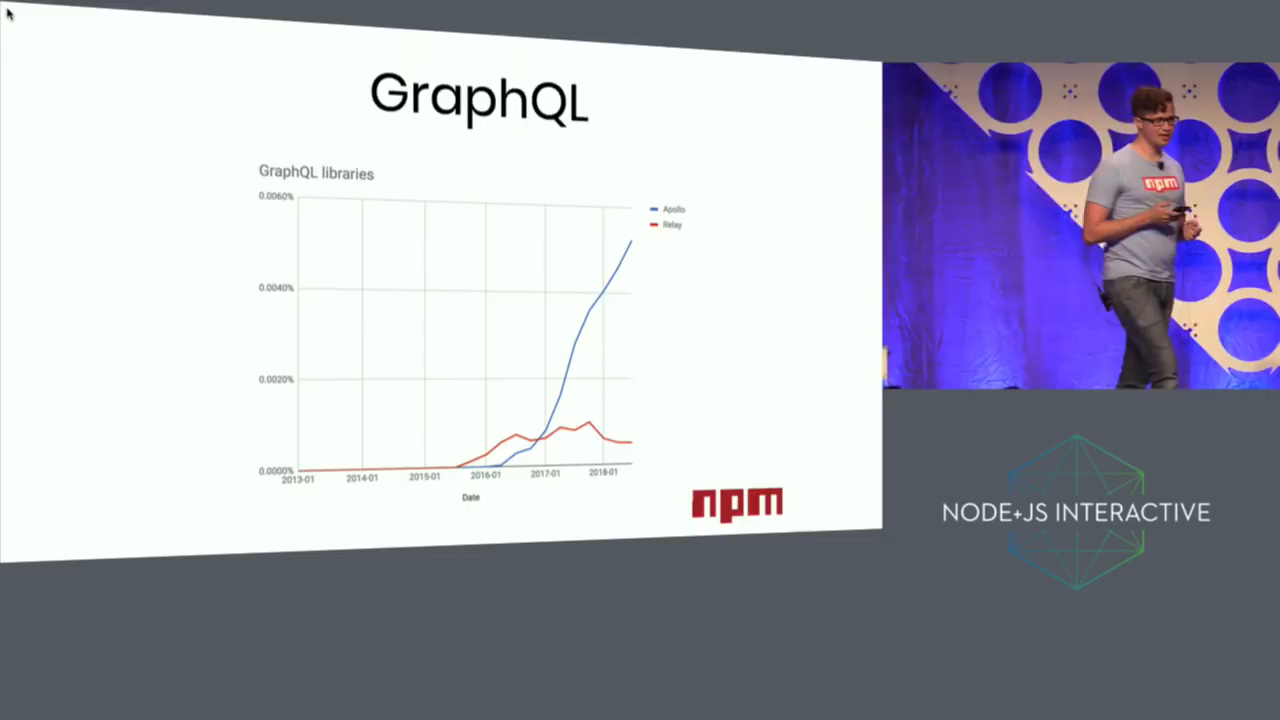 GraphQL
GraphQL libraries
0.0060%
0.0040%
0.0020%
0.0000%
Apollo
Relay
2013-01
2014-01
2015-01
2016-01
2017-01
2018-01
Date
npm
npm
NODE+JS INTERACTIVE